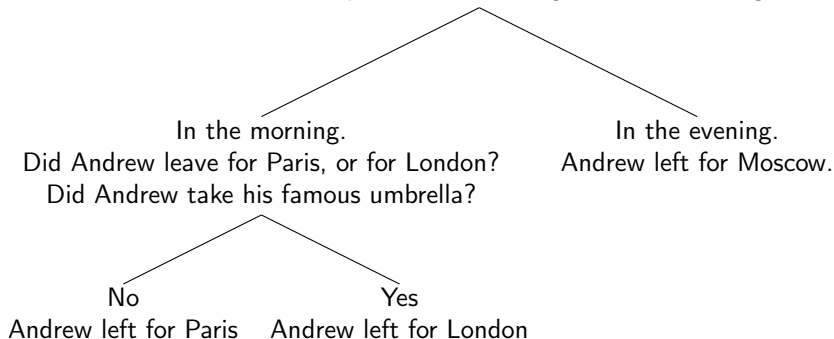 In the morning.
In the evening.
Did Andrew leave for Paris, or for London?
Andrew left for Moscow.
Did Andrew take his famous umbrella?
No
Yes
Andrew left for Paris
Andrew left for London